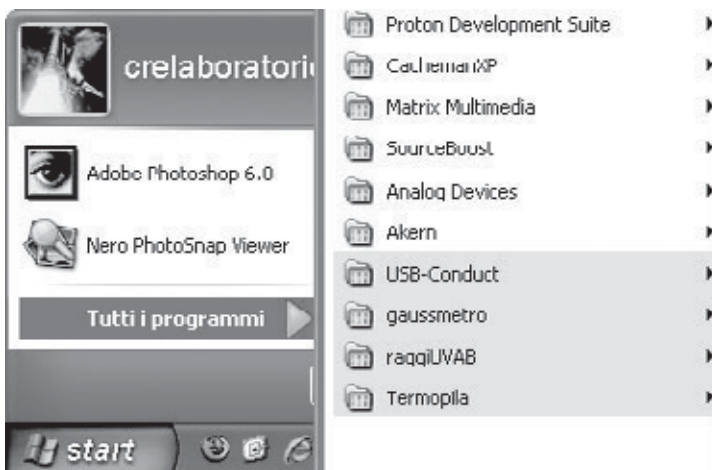 crelaboratori
Adobe Photoshop 6.0
Nero PhotoSnap Viewer
Tutti i programmi
start
Proton Development Suite
CachemanXP
Matrix Multimedia
SourceBoost
Analog Devices
Akern
USB-Conduct
gaussmetro
raggiUVAB
Termopila